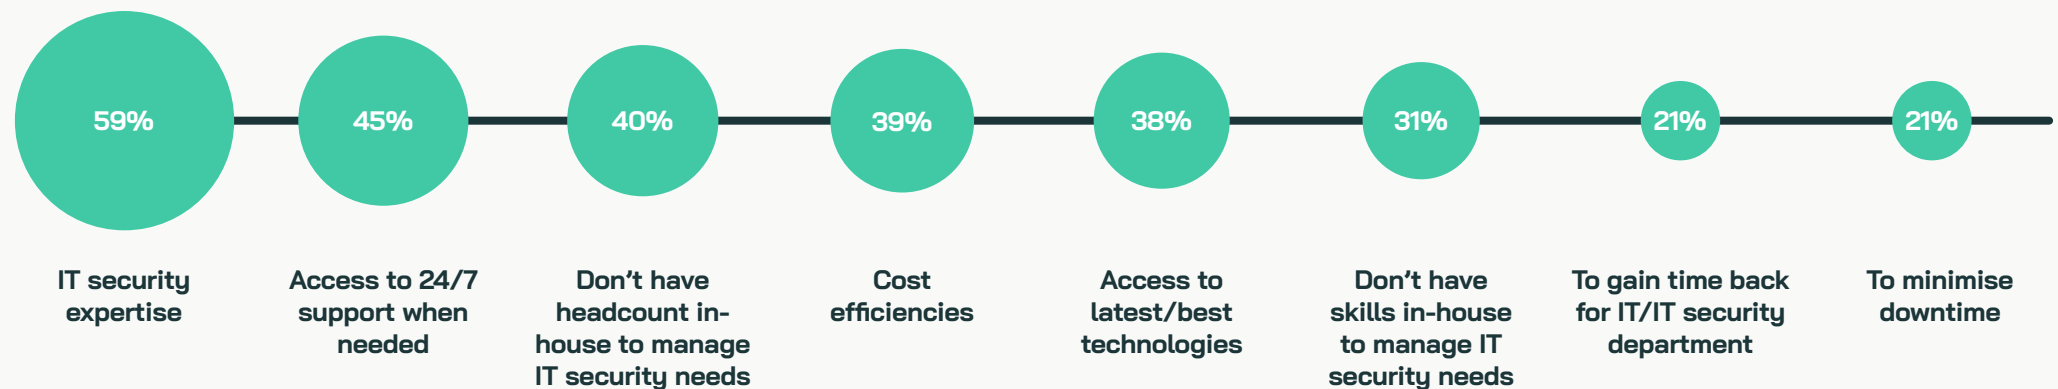 59%
45%
40%
39%
38%
31%
21%
21%
IT security
expertise
Access to 24/7
support when
needed
Don’t have
headcount in-
house to manage
IT security needs
Cost
efficiencies
Access to
latest/best
technologies
Don’t have
skills in-house
to manage IT
security needs
To gain time back
for IT/IT security
department
To minimise
downtime